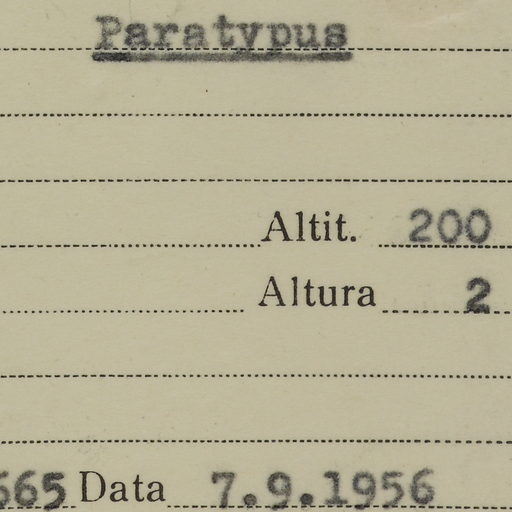 Paratypus
Altit. 200
Altura 2
665 Data 7.9.1956